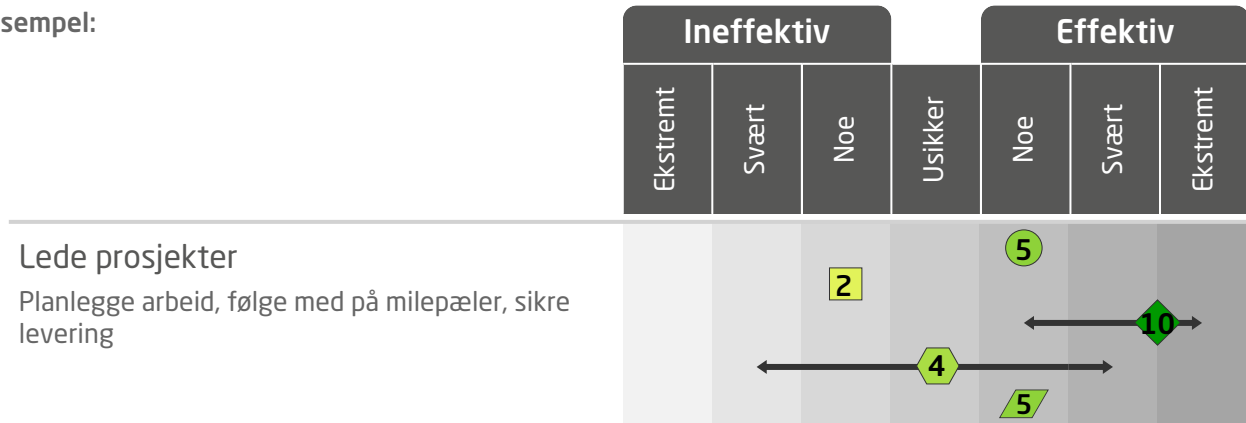 sempel:
Ineffektiv
Effektiv
Ekstremt
Svært
Noe
Usikker
Noe
Svært
Ekstremt
Lede prosjekter
Planlegge arbeid, følge med på milepæler, sikre
levering
5
2
10
4
5